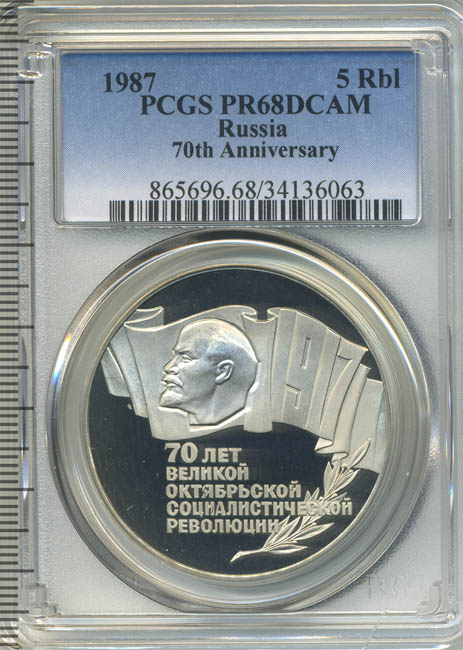 1987 5 Rbl
PCGS PR68DCAM
Russia
70th Anniversary
865696.68/34136063
1917
70 ЛЕТ
ВЕЛИКОЙ
ОКТЯБРЬСКОЙ
СОЦИАЛИСТИЧЕСКОЙ
РЕВОЛЮЦИИ